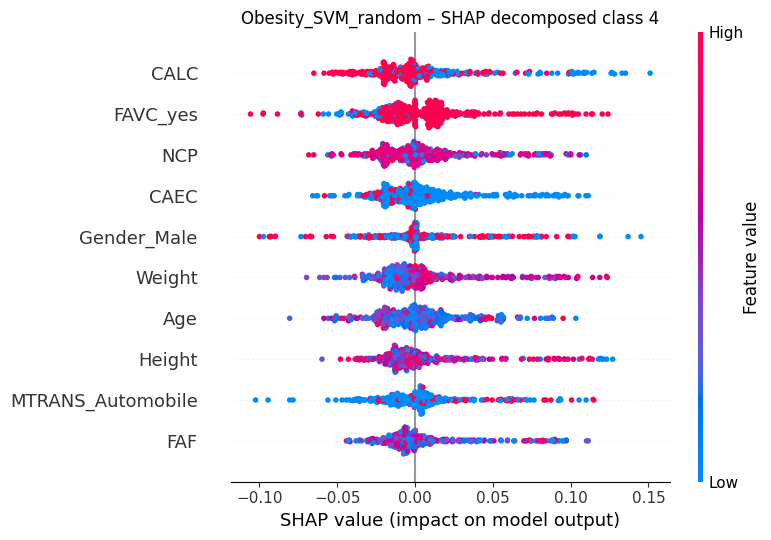 Obesity_SVM_random – SHAP decomposed class 4
High
CALC
FAVC_yes
NCP
CAEC
Gender_Male
Weight
Age
Height
MTRANS_Automobile
FAF
Feature value
Low
−0.10 −0.05 0.00 0.05 0.10 0.15
SHAP value (impact on model output)